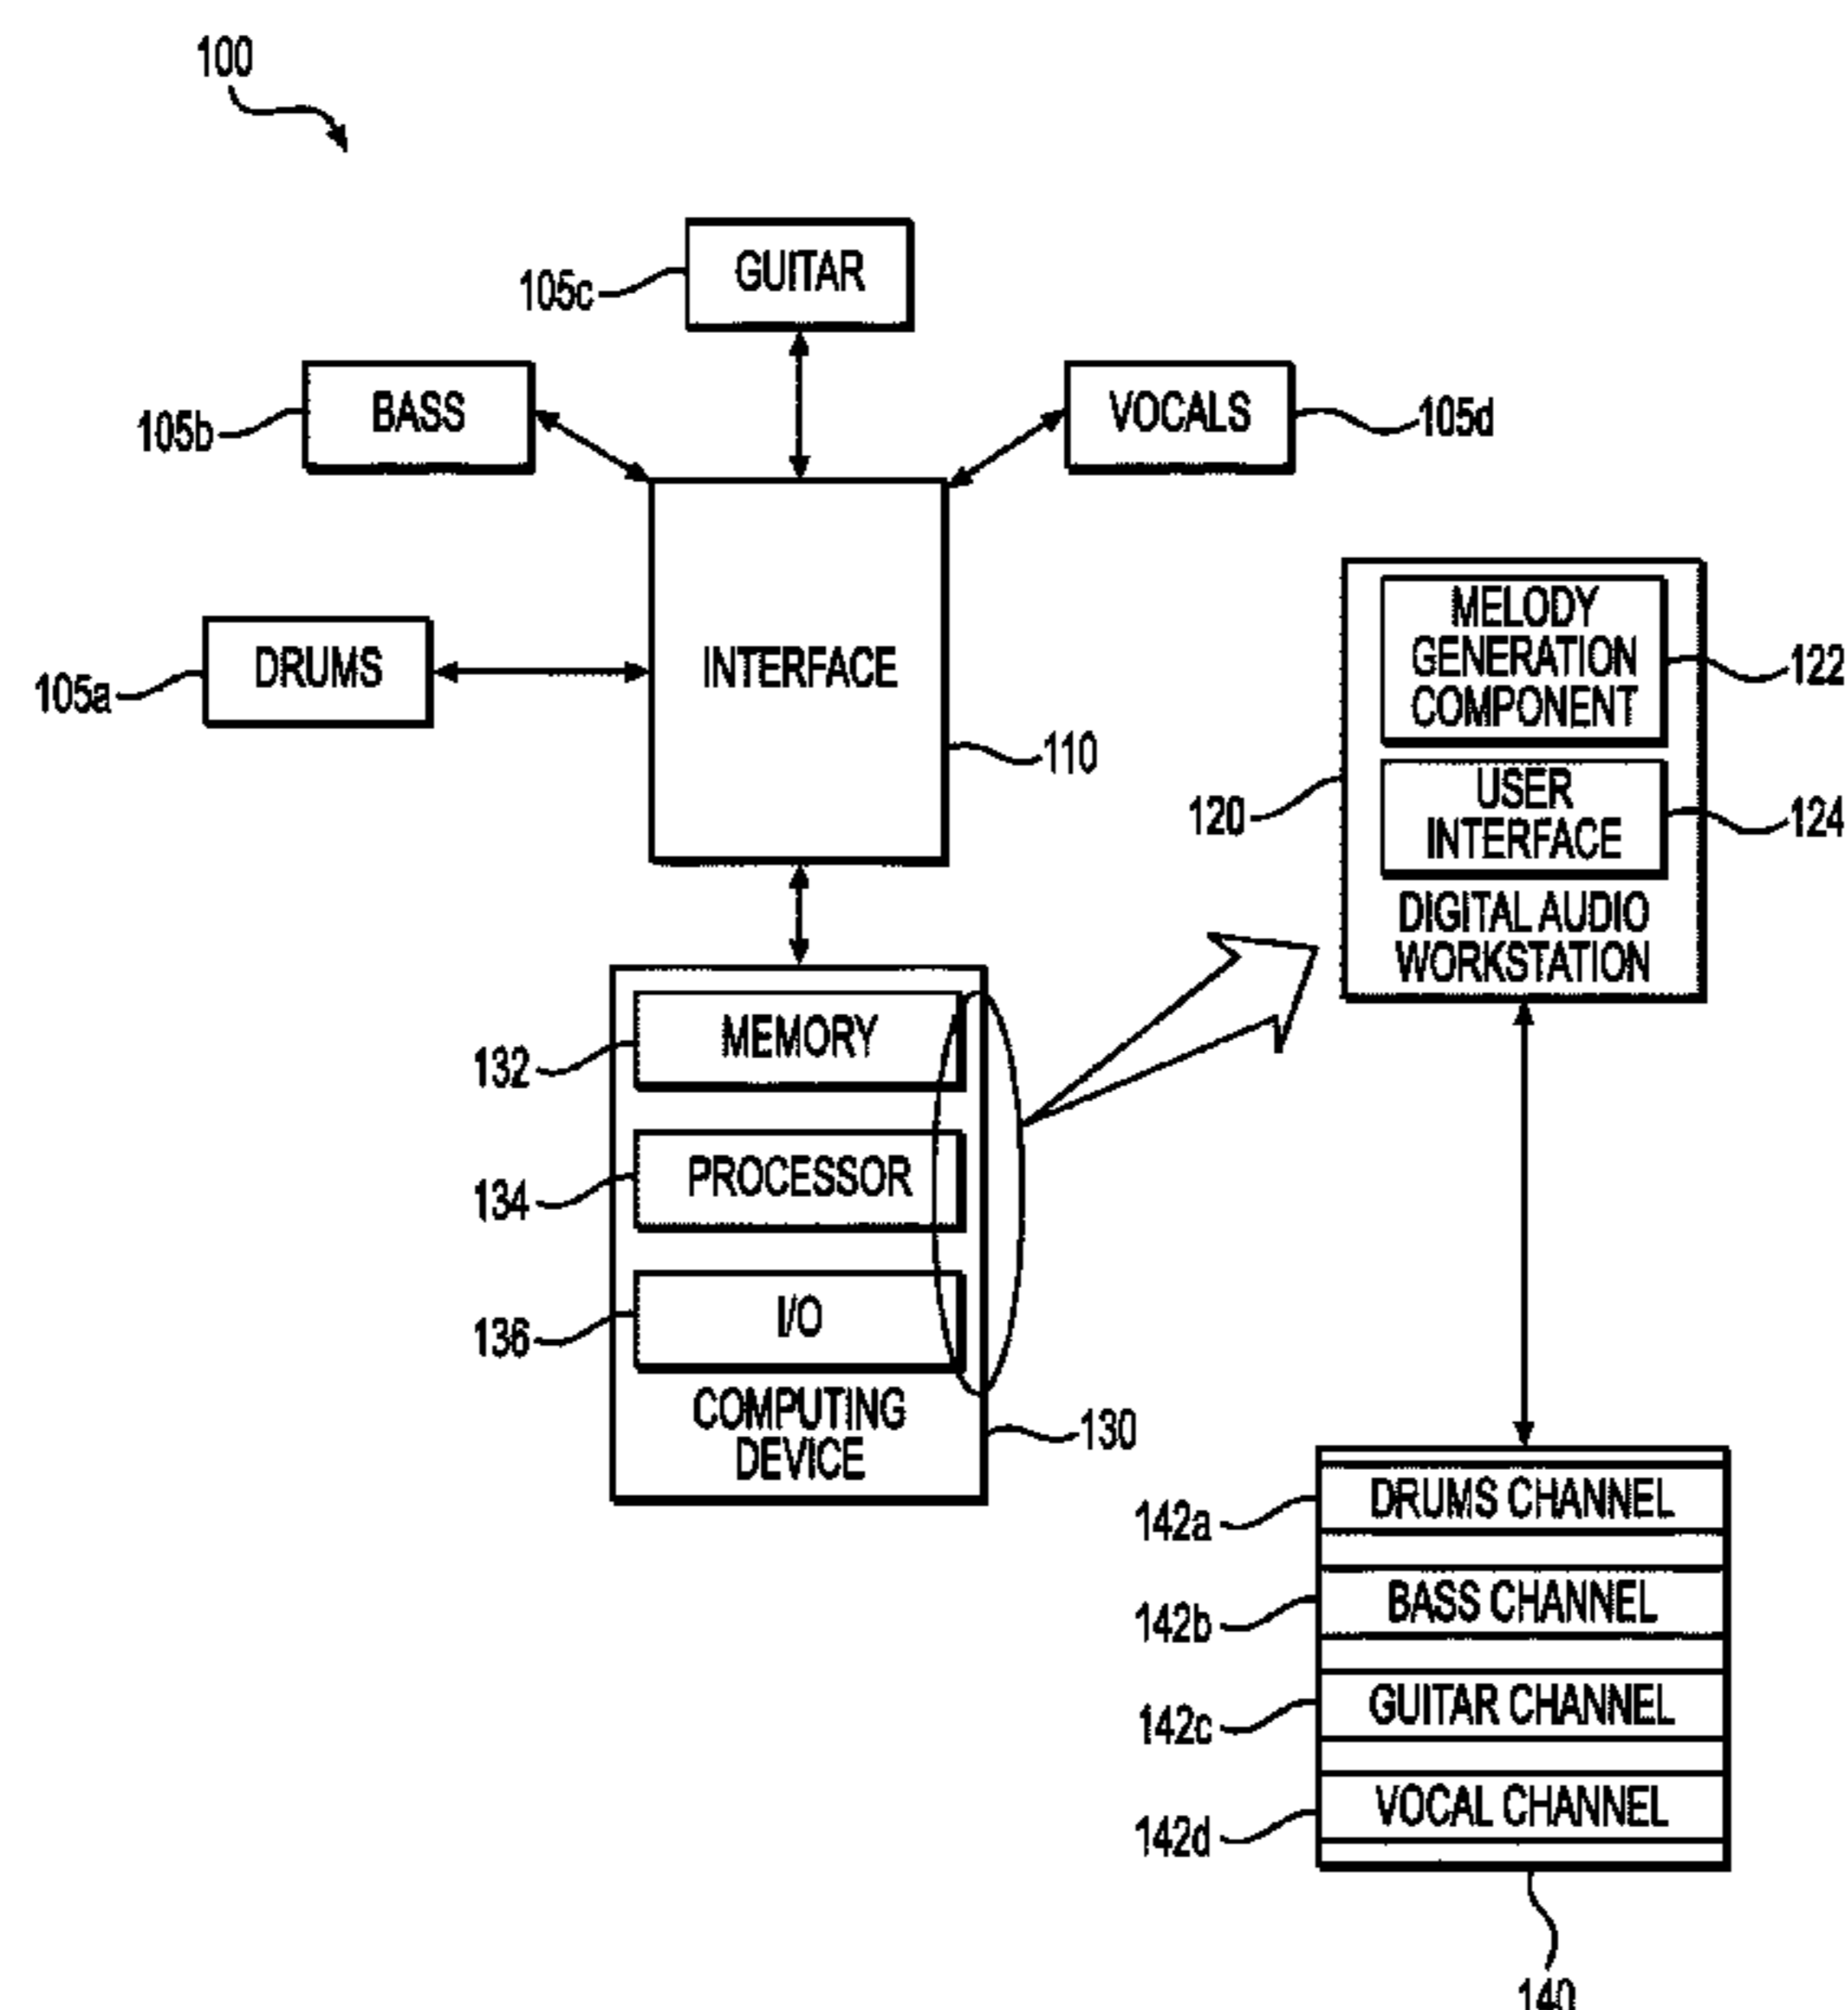 100
GUITAR
105c
BASS
105b
VOCALS
105d
DRUMS
105a
INTERFACE
110
MELODY
GENERATION
COMPONENT
122
USER
INTERFACE
124
120
DIGITAL AUDIO
WORKSTATION
MEMORY
132
PROCESSOR
134
I/O
136
COMPUTING
DEVICE
130
DRUMS CHANNEL
142a
BASS CHANNEL
142b
GUITAR CHANNEL
142c
VOCAL CHANNEL
142d
140